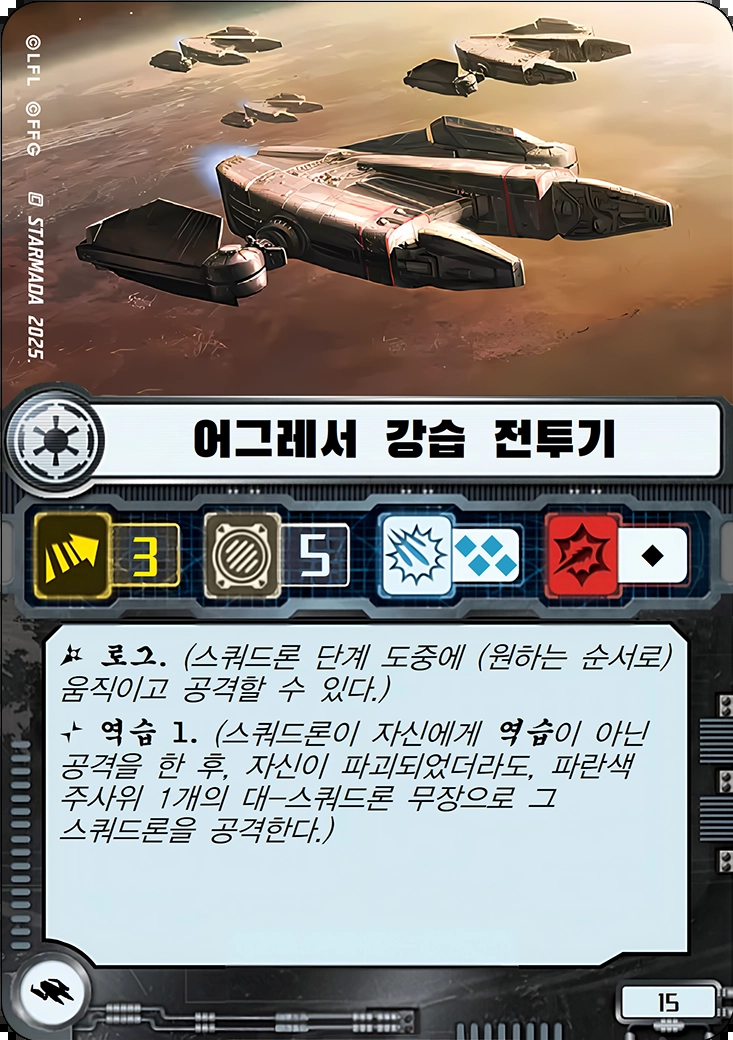 ©LFL ©FFG STARMADA 2025.
어그레서 강습 전투기
3 5
로그. (스쿼드론 단계 도중에 (원하는 순서로)
움직이고 공격할 수 있다.)
역습 1. (스쿼드론이 자신에게 역습이 아닌
공격을 한 후, 자신이 파괴되었더라도, 파란색
주사위 1개의 대-스쿼드론 무장으로 그
스쿼드론을 공격한다.)
15